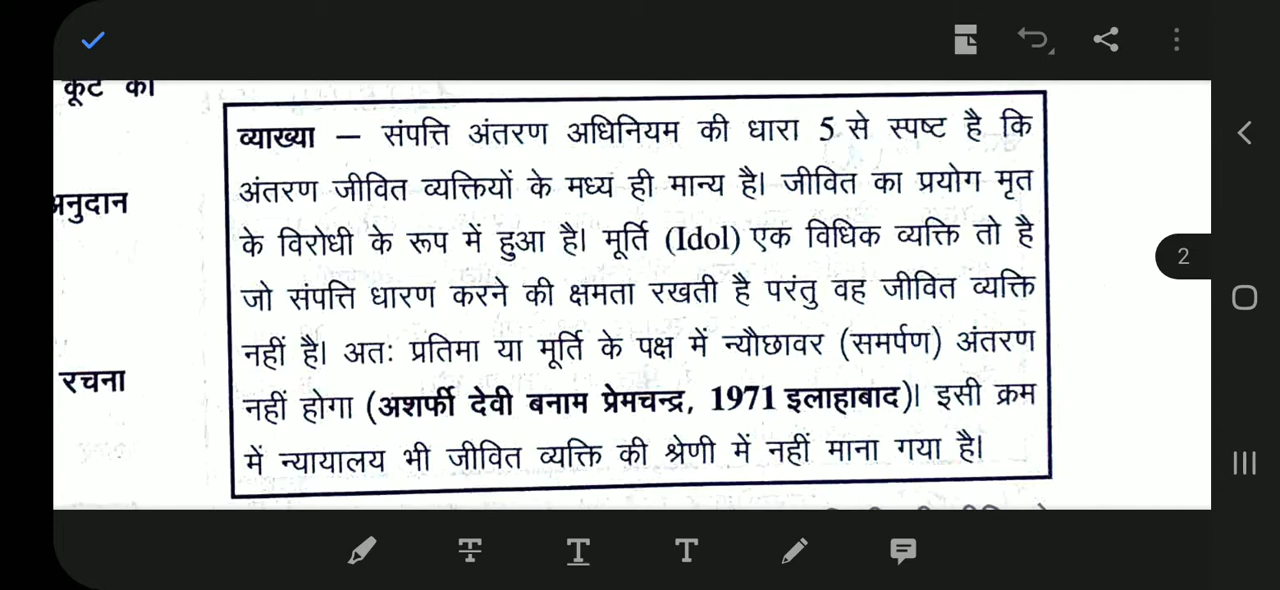 कूट का
व्याख्या – संपत्ति अंतरण अधिनियम की धारा 5 से स्पष्ट है कि
अंतरण जीवित व्यक्तियों के मध्य ही मान्य है। जीवित का प्रयोग मृत
अनुदान
के विरोधी के रूप में हुआ है। मूर्ति (Idol) एक विधिक व्यक्ति तो है
2
जो संपत्ति धारण करने की क्षमता रखती है परंतु वह जीवित व्यक्ति
नहीं है। अतः प्रतिमा या मूर्ति के पक्ष में न्यौछावर (समर्पण) अंतरण
रचना
नहीं होगा (अशर्फी देवी बनाम प्रेमचन्द्र, 1971 इलाहाबाद)। इसी क्रम
में न्यायालय भी जीवित व्यक्ति की श्रेणी में नहीं माना गया है।